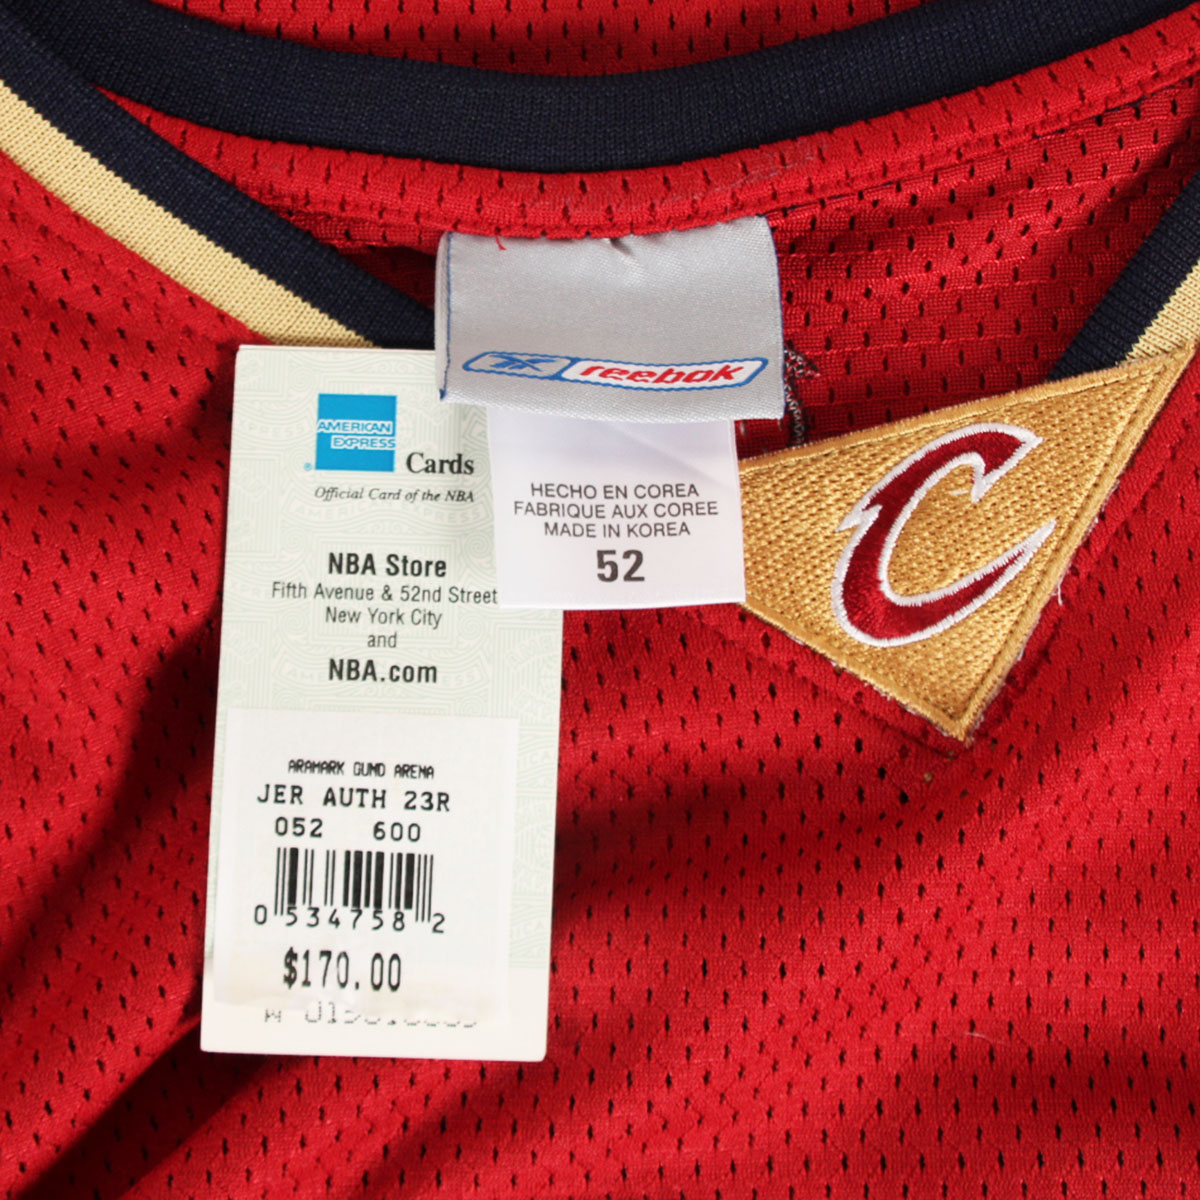 reebok
HECHO EN COREA
FABRIQUE AUX COREE
MADE IN KOREA
52
AMERICAN
EXPRESS
® Cards
Official Card of the NBA
NBA Store
Fifth Avenue & 52nd Street
New York City
and
NBA.com
ARAMARK GUND ARENA
JER AUTH 23R
052 600
0 534758 2
$170.00
C